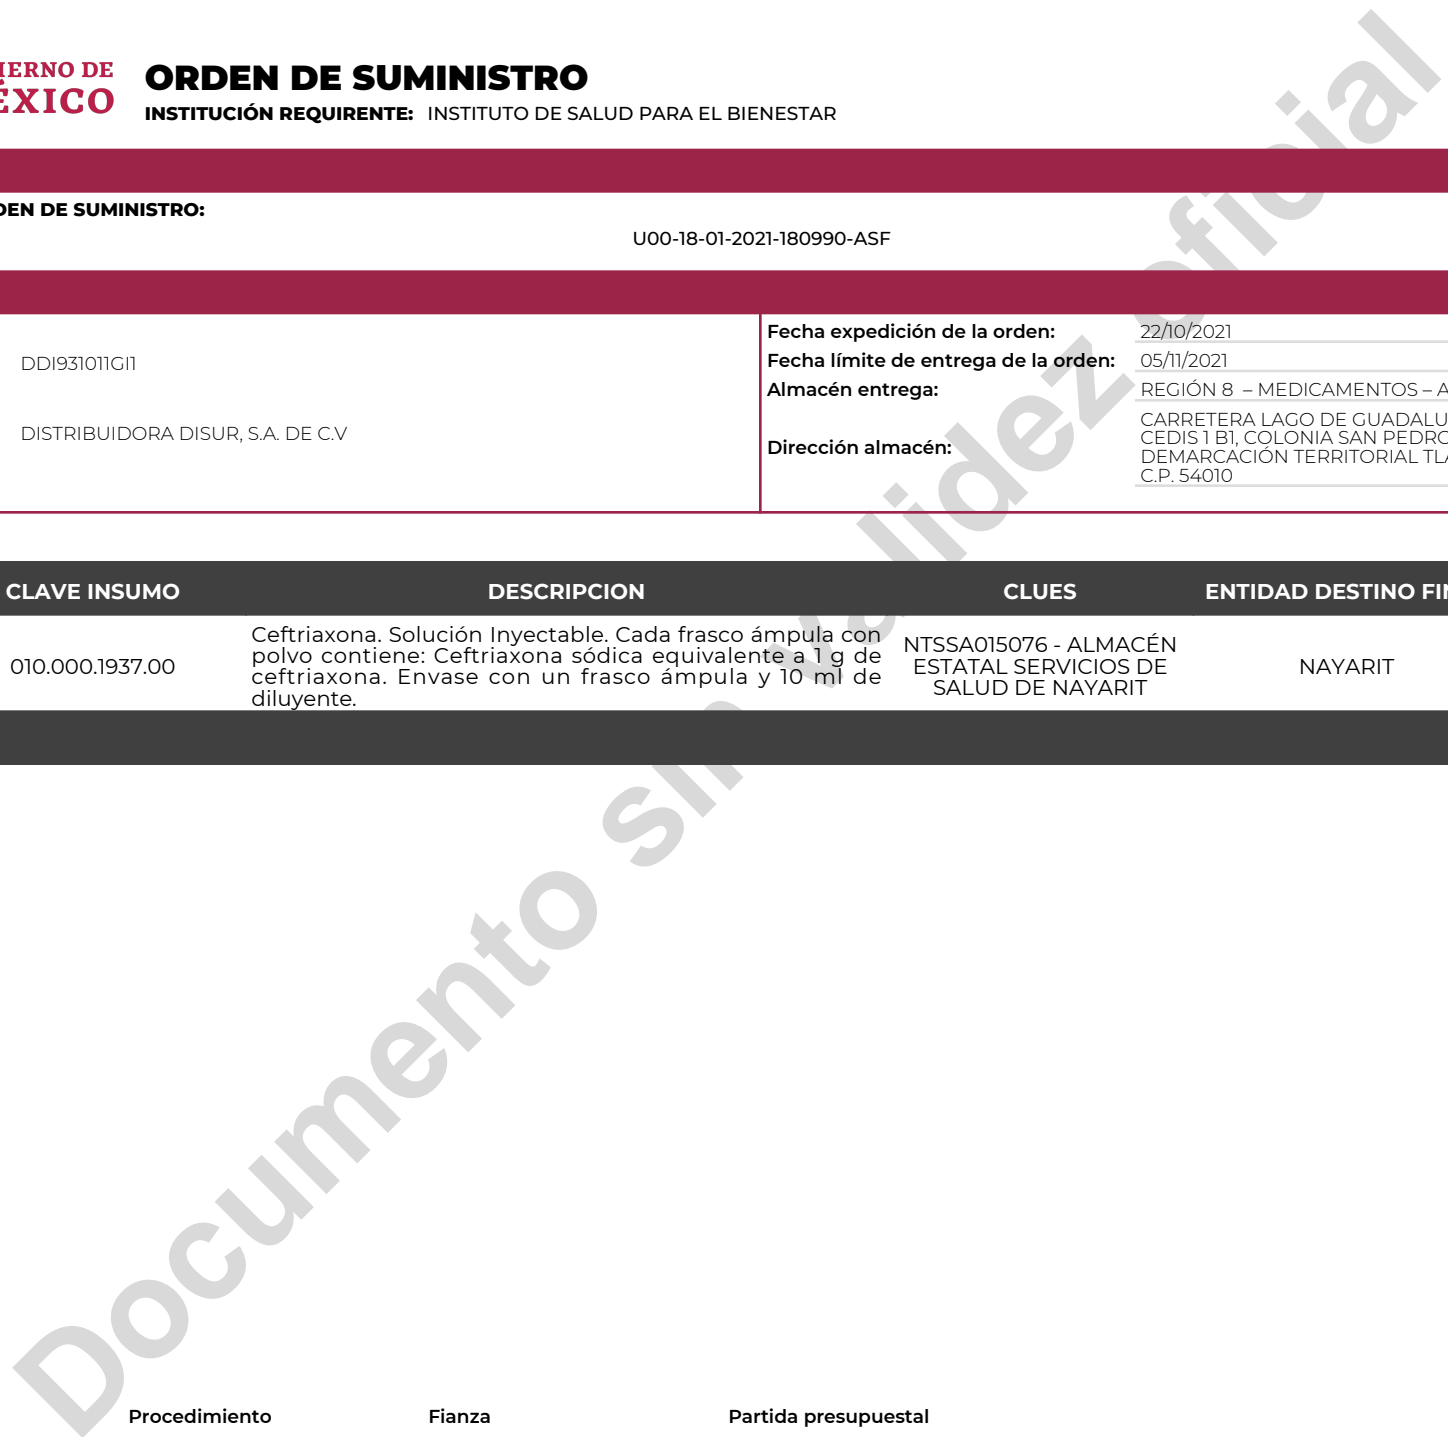 IERNO DE
ÉXICO
ORDEN DE SUMINISTRO
INSTITUCIÓN REQUIRENTE: INSTITUTO DE SALUD PARA EL BIENESTAR
DEN DE SUMINISTRO:
U00-18-01-2021-180990-ASF
DDI931011GI1
DISTRIBUIDORA DISUR, S.A. DE C.V
Fecha expedición de la orden: 22/10/2021
Fecha límite de entrega de la orden: 05/11/2021
Almacén entrega: REGIÓN 8 – MEDICAMENTOS – A
Dirección almacén:
CARRETERA LAGO DE GUADALU
CEDIS 1 B1, COLONIA SAN PEDRO
DEMARCACIÓN TERRITORIAL TLA
C.P. 54010
CLAVE INSUMO DESCRIPCION CLUES ENTIDAD DESTINO FIN
010.000.1937.00
Ceftriaxona. Solución Inyectable. Cada frasco ámpula con
polvo contiene: Ceftriaxona sódica equivalente a 1 g de
ceftriaxona. Envase con un frasco ámpula y 10 ml de
diluyente.
NTSSA015076 - ALMACÉN
ESTATAL SERVICIOS DE
SALUD DE NAYARIT
NAYARIT
Documento sin validez oficial
Procedimiento Fianza Partida presupuestal